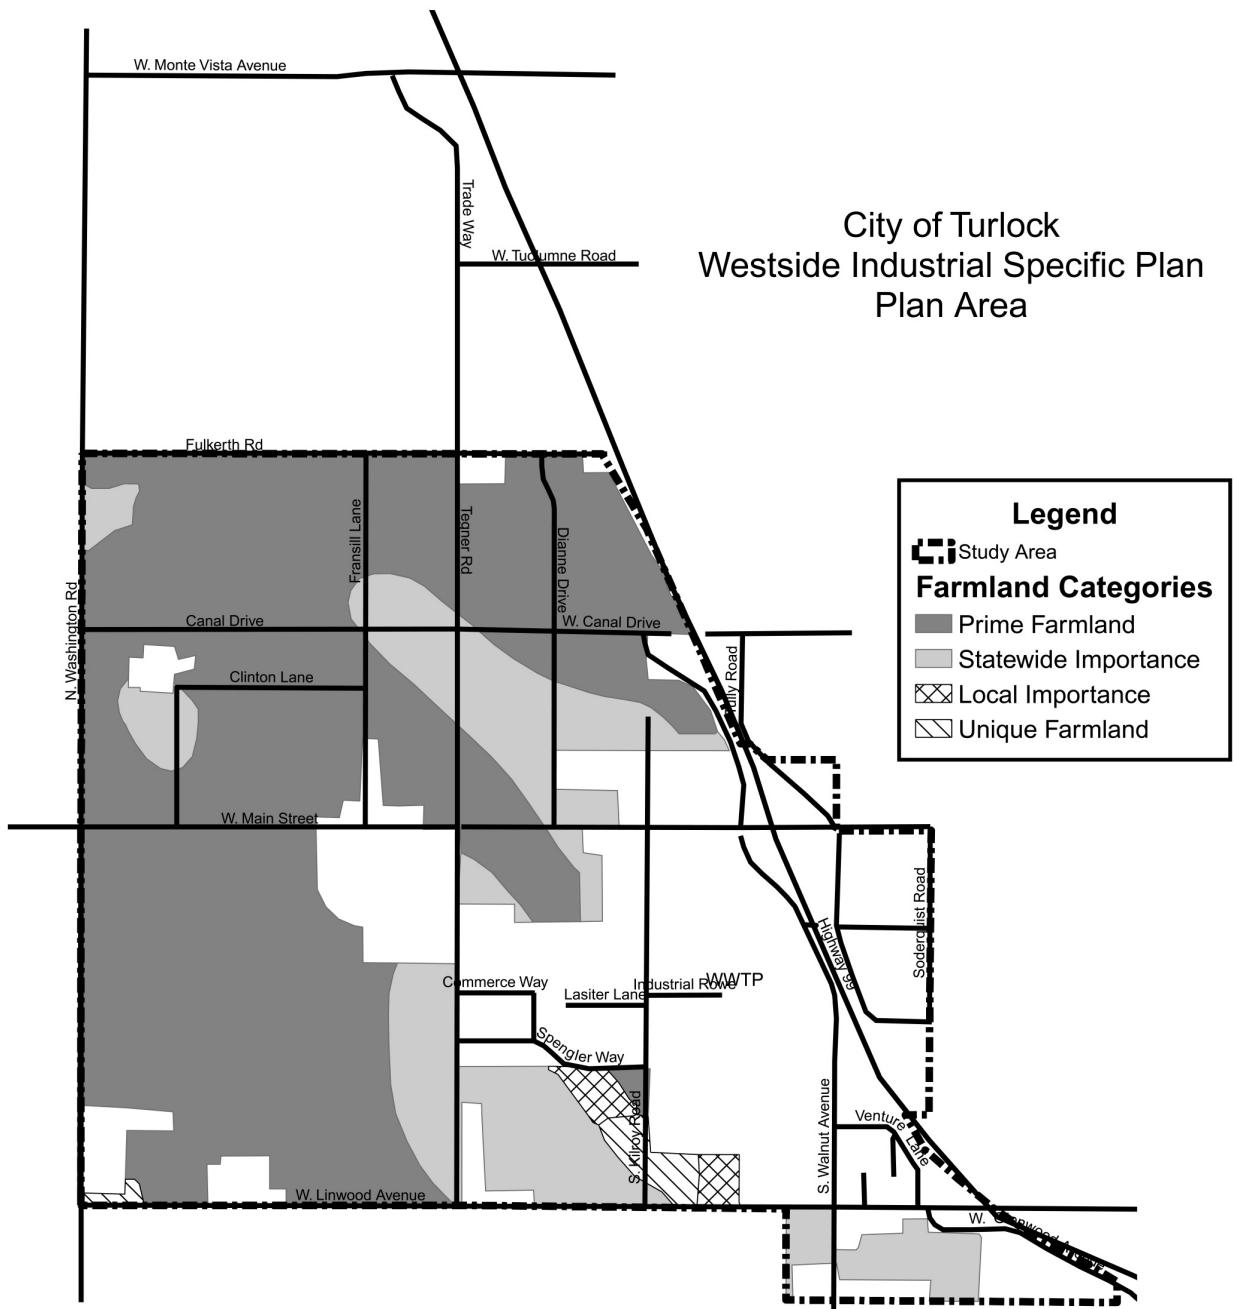 W. Monte Vista Avenue
Trade Way
W. Tuolumne Road
City of Turlock
Westside Industrial Specific Plan
Plan Area
Fulkerth Rd
Fransill Lane
Tegner Rd
Dianne Drive
N. Washington Rd
Canal Drive
W. Canal Drive
Tully Road
Clinton Lane
Legend
Study Area
Farmland Categories
Prime Farmland
Statewide Importance
Local Importance
Unique Farmland
W. Main Street
Soderquist Road
Highway 99
Commerce Way
Lasiter Lane
Industrial Rowe
WWTP
Spengler Way
S. Kilroy Road
S. Walnut Avenue
Venture Lane
W. Linwood Avenue
W.